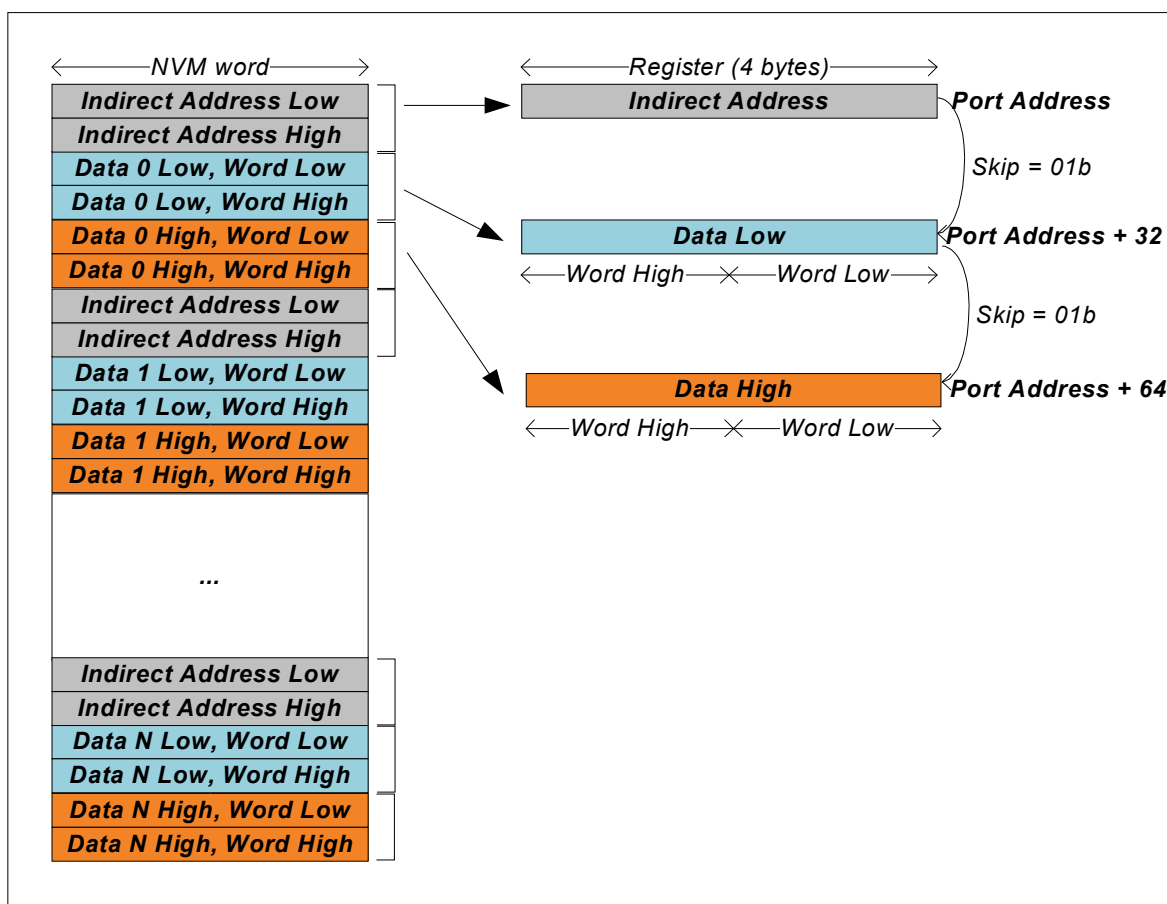 NVM word
Indirect Address Low
Indirect Address High
Data 0 Low, Word Low
Data 0 Low, Word High
Data 0 High, Word Low
Data 0 High, Word High
Indirect Address Low
Indirect Address High
Data 1 Low, Word Low
Data 1 Low, Word High
Data 1 High, Word Low
Data 1 High, Word High
...
Indirect Address Low
Indirect Address High
Data N Low, Word Low
Data N Low, Word High
Data N High, Word Low
Data N High, Word High
Register (4 bytes)
Indirect Address
Port Address
Skip = 01b
Data Low
Port Address + 32
Word High
Word Low
Skip = 01b
Data High
Port Address + 64
Word High
Word Low